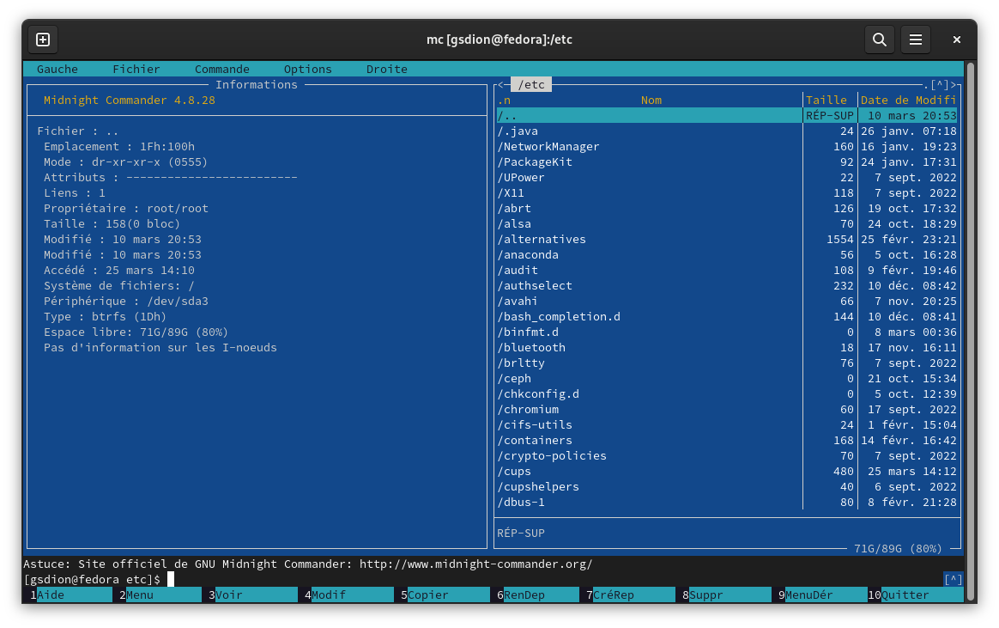 mc [gsdion@fedora]:/etc
Gauche Fichier Commande Options Droite
Informations
Midnight Commander 4.8.28
Fichier : ..
Emplacement : 1Fh:100h
Mode : dr-xr-xr-x (0555)
Attributs : -------------------------
Liens : 1
Propriétaire : root/root
Taille : 158(0 bloc)
Modifié : 10 mars 20:53
Modifié : 10 mars 20:53
Accédé : 25 mars 14:10
Système de fichiers: /
Périphérique : /dev/sda3
Type : btrfs (1Dh)
Espace libre: 71G/89G (80%)
Pas d'information sur les I-noeuds
<- /etc .[^]>
.n Nom Taille Date de Modifi
/.. RÉP-SUP 10 mars 20:53
/.java 24 26 janv. 07:18
/NetworkManager 160 16 janv. 19:23
/PackageKit 92 24 janv. 17:31
/UPower 22 7 sept. 2022
/X11 118 7 sept. 2022
/abrt 126 19 oct. 17:32
/alsa 70 24 oct. 18:29
/alternatives 1554 25 févr. 23:21
/anaconda 56 5 oct. 16:28
/audit 108 9 févr. 19:46
/authselect 232 10 déc. 08:42
/avahi 66 7 nov. 20:25
/bash_completion.d 144 10 déc. 08:41
/binfmt.d 0 8 mars 00:36
/bluetooth 18 17 nov. 16:11
/brltty 76 7 sept. 2022
/ceph 0 21 oct. 15:34
/chkconfig.d 0 5 oct. 12:39
/chromium 60 17 sept. 2022
/cifs-utils 24 1 févr. 15:04
/containers 168 14 févr. 16:42
/crypto-policies 70 7 sept. 2022
/cups 480 25 mars 14:12
/cupshelpers 40 6 sept. 2022
/dbus-1 80 8 févr. 21:28
RÉP-SUP
71G/89G (80%)
Astuce: Site officiel de GNU Midnight Commander: http://www.midnight-commander.org/
[gsdion@fedora etc]$ [^]
1Aide 2Menu 3Voir 4Modif 5Copier 6RenDep 7CréRep 8Suppr 9MenuDér 10Quitter